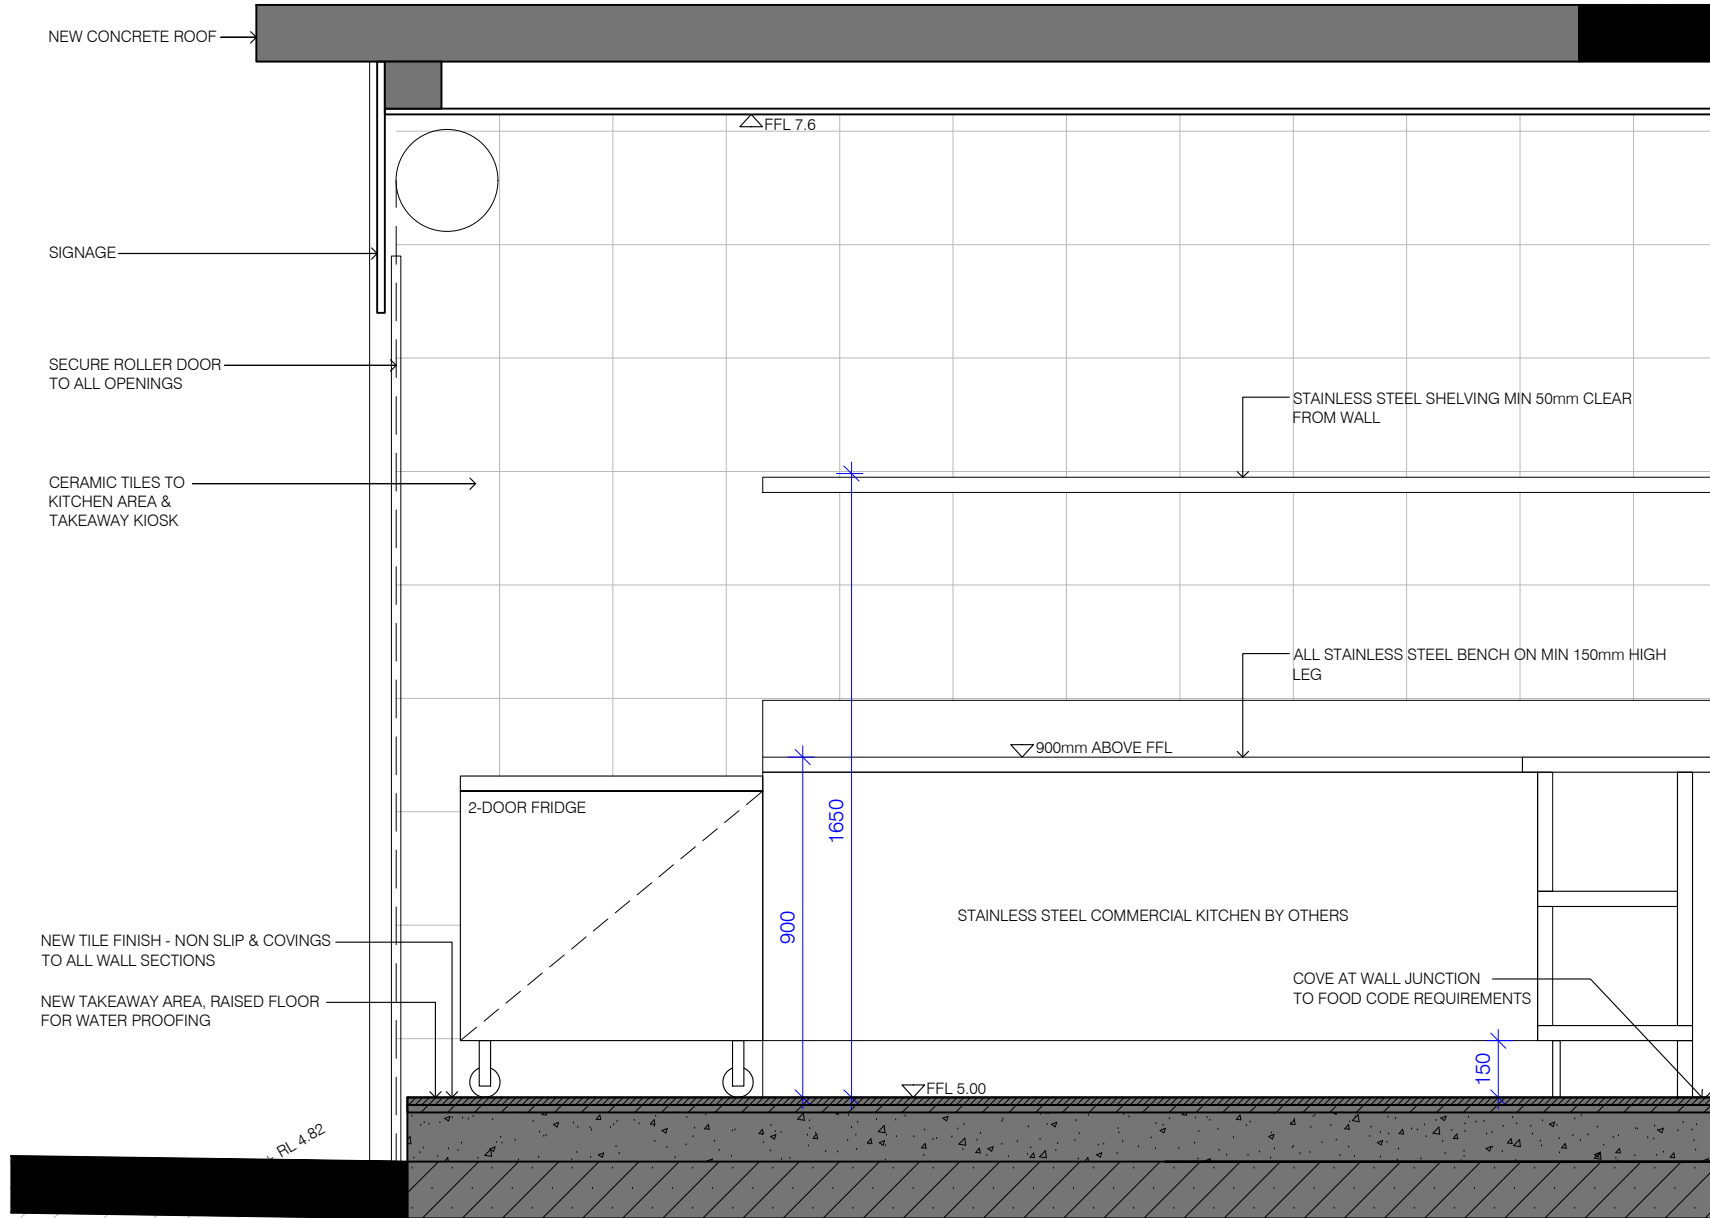 NEW CONCRETE ROOF
FFL 7.6
SIGNAGE
SECURE ROLLER DOOR
TO ALL OPENINGS
STAINLESS STEEL SHELVING MIN 50mm CLEAR
FROM WALL
CERAMIC TILES TO
KITCHEN AREA &
TAKEAWAY KIOSK
ALL STAINLESS STEEL BENCH ON MIN 150mm HIGH
LEG
900mm ABOVE FFL
2-DOOR FRIDGE
1650
900
STAINLESS STEEL COMMERCIAL KITCHEN BY OTHERS
NEW TILE FINISH - NON SLIP & COVINGS
TO ALL WALL SECTIONS
COVE AT WALL JUNCTION
TO FOOD CODE REQUIREMENTS
NEW TAKEAWAY AREA, RAISED FLOOR
FOR WATER PROOFING
150
FFL 5.00
RL 4.82